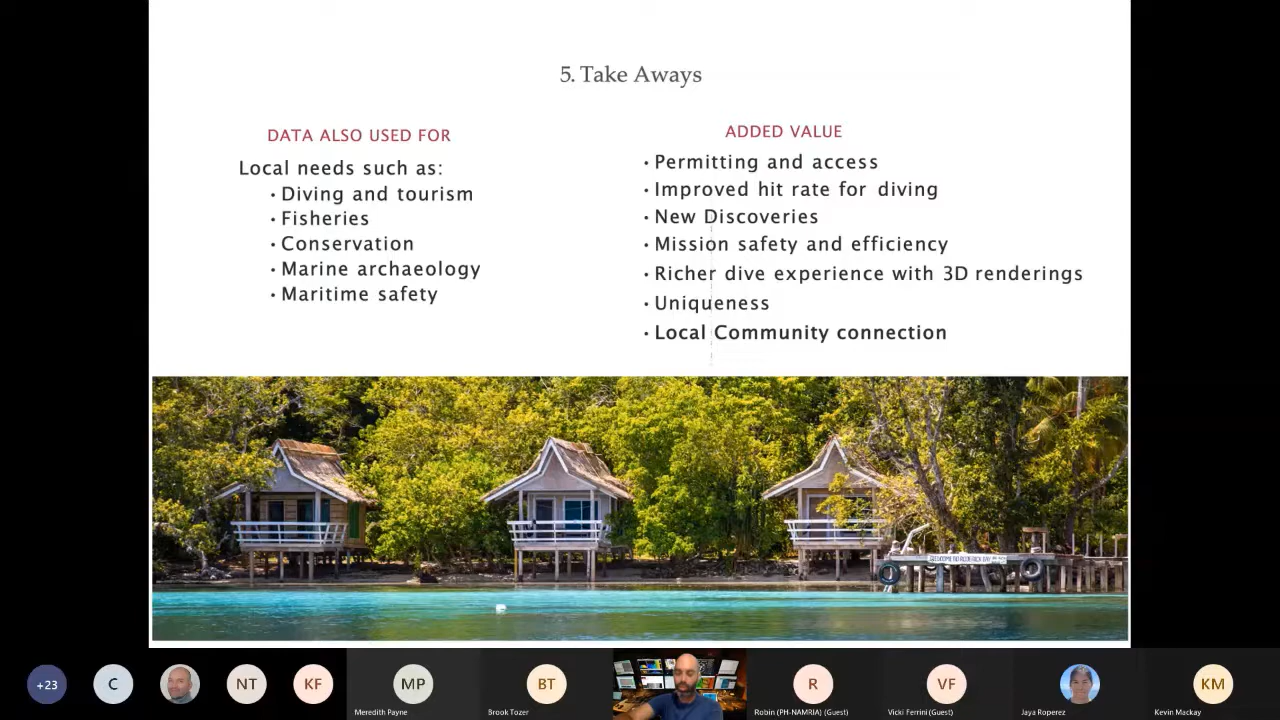 5. Take Aways
DATA ALSO USED FOR
Local needs such as:
• Diving and tourism
• Fisheries
• Conservation
• Marine archaeology
• Maritime safety
ADDED VALUE
• Permitting and access
• Improved hit rate for diving
• New Discoveries
• Mission safety and efficiency
• Richer dive experience with 3D renderings
• Uniqueness
• Local Community connection
+23
C
NT
KF
MP
Meredith Payne
BT
Brook Tozer
R
Robin (PH-NAMRIA) (Guest)
VF
Vicki Ferrini (Guest)
Jaya Roperez
KM
Kevin Mackay